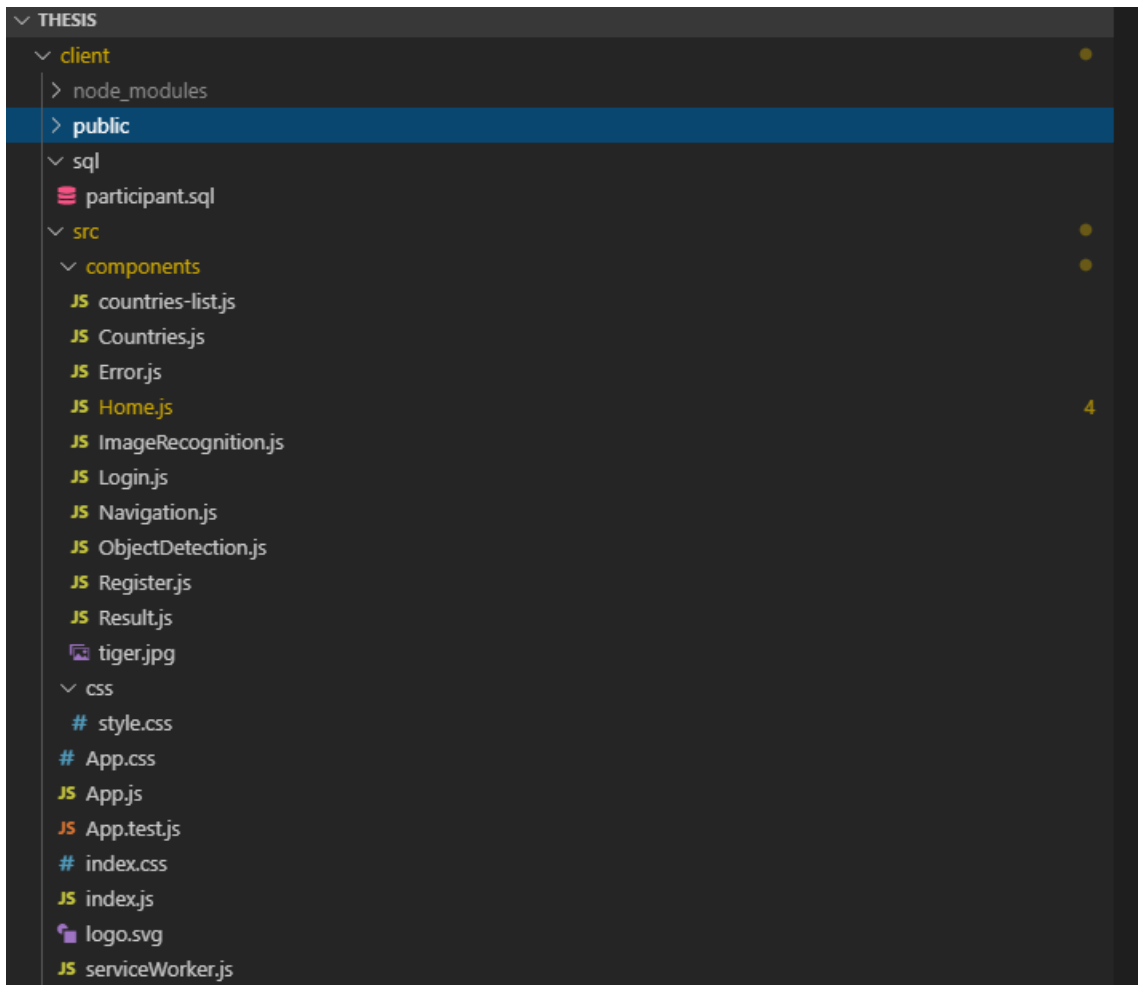 THESIS
client
node_modules
public
sql
participant.sql
src
components
JS countries-list.js
JS Countries.js
JS Error.js
JS Home.js 4
JS ImageRecognition.js
JS Login.js
JS Navigation.js
JS ObjectDetection.js
JS Register.js
JS Result.js
tiger.jpg
css
# style.css
# App.css
JS App.js
JS App.test.js
# index.css
JS index.js
logo.svg
JS serviceWorker.js